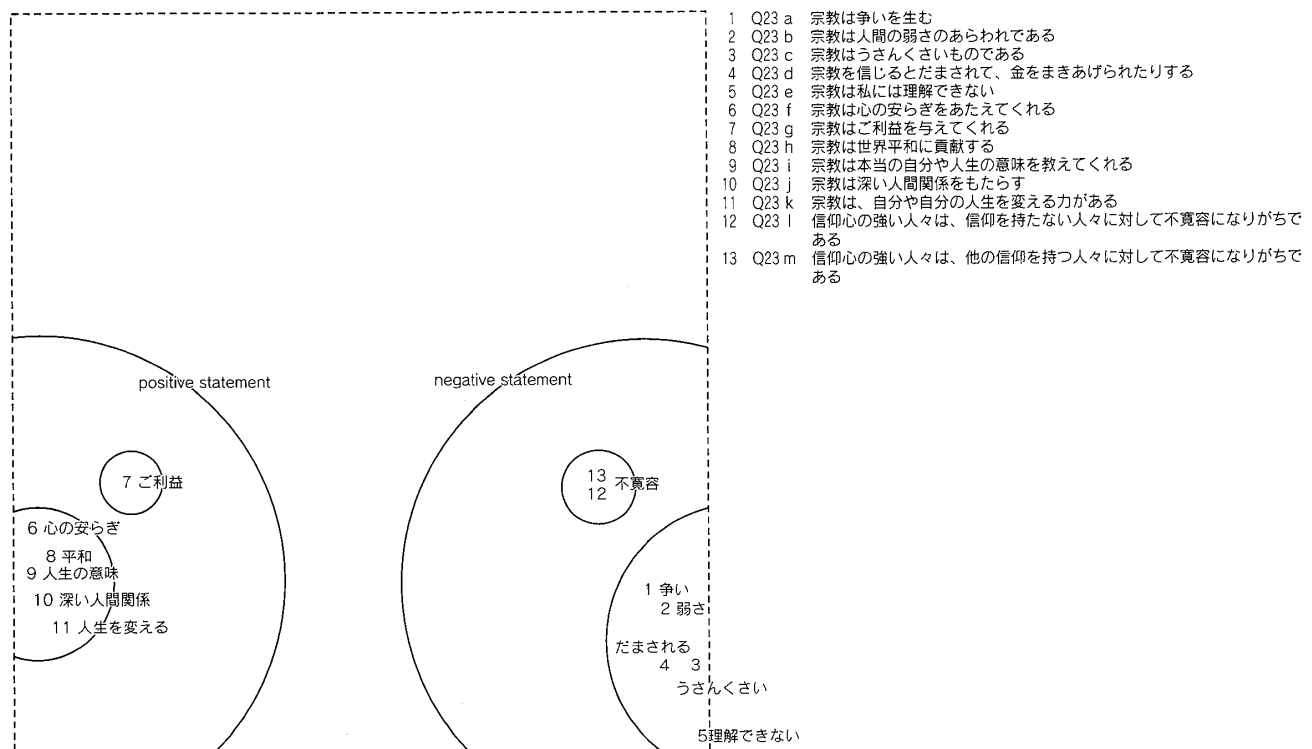 1 Q23 a 宗教は争いを生む
2 Q23 b 宗教は人間の弱さのあらわれである
3 Q23 c 宗教はうさんくさいものである
4 Q23 d 宗教を信じるとだまされて、金をまきあげられたりする
5 Q23 e 宗教は私には理解できない
6 Q23 f 宗教は心の安らぎをあたえてくれる
7 Q23 g 宗教はご利益を与えてくれる
8 Q23 h 宗教は世界平和に貢献する
9 Q23 i 宗教は本当の自分や人生の意味を教えてくれる
10 Q23 j 宗教は深い人間関係をもたらす
11 Q23 k 宗教は、自分や自分の人生を変える力がある
12 Q23 l 信仰心の強い人々は、信仰を持たない人々に対して不寛容になりがちで
ある
13 Q23 m 信仰心の強い人々は、他の信仰を持つ人々に対して不寛容になりがちで
ある
positive statement
negative statement
7 ご利益
13
12
不寛容
6 心の安らぎ
8 平和
9 人生の意味
10 深い人間関係
11 人生を変える
1 争い
2 弱さ
だまされる
4 3
うさんくさい
5理解できない